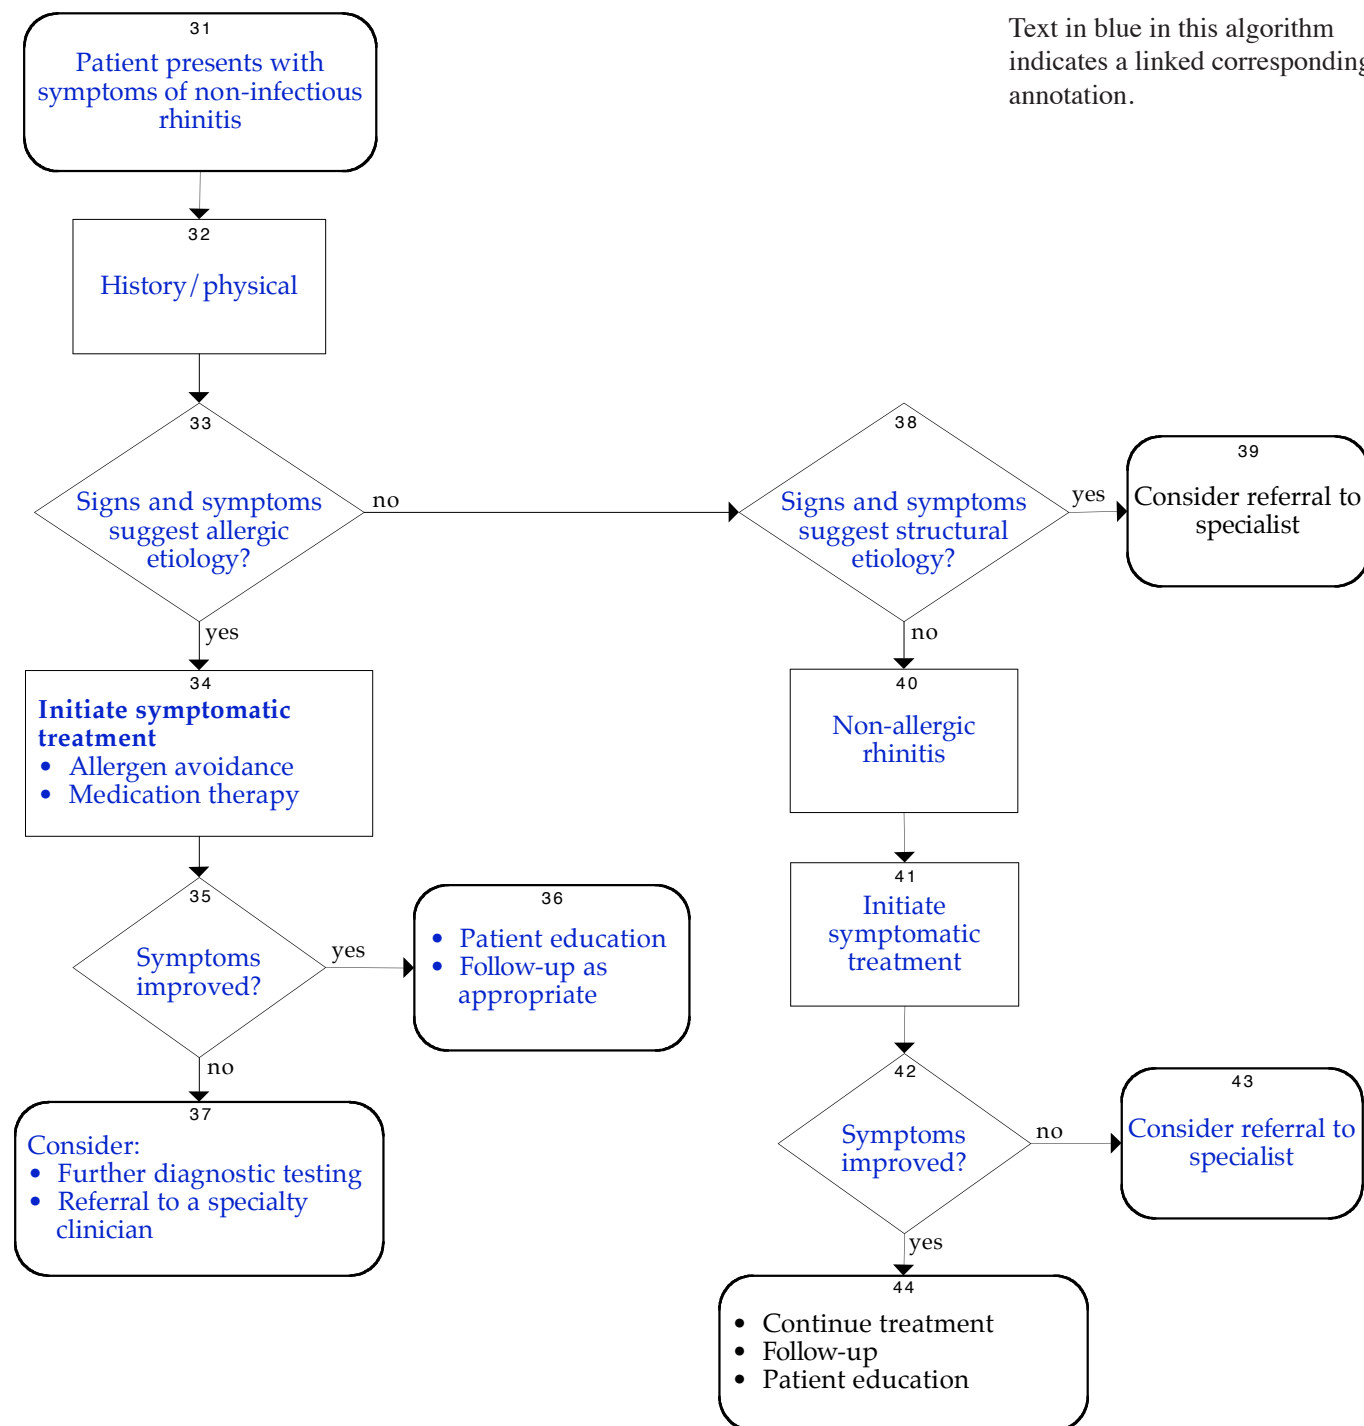 Text in blue in this algorithm
indicates a linked corresponding
annotation.
31
Patient presents with
symptoms of non-infectious
rhinitis
32
History/physical
33
Signs and symptoms
suggest allergic
etiology?
no
yes
34
Initiate symptomatic
treatment
• Allergen avoidance
• Medication therapy
35
Symptoms
improved?
yes
36
• Patient education
• Follow-up as
appropriate
no
37
Consider:
• Further diagnostic testing
• Referral to a specialty
clinician
38
Signs and symptoms
suggest structural
etiology?
yes
39
Consider referral to
specialist
no
40
Non-allergic
rhinitis
41
Initiate
symptomatic
treatment
42
Symptoms
improved?
no
43
Consider referral to
specialist
yes
44
• Continue treatment
• Follow-up
• Patient education